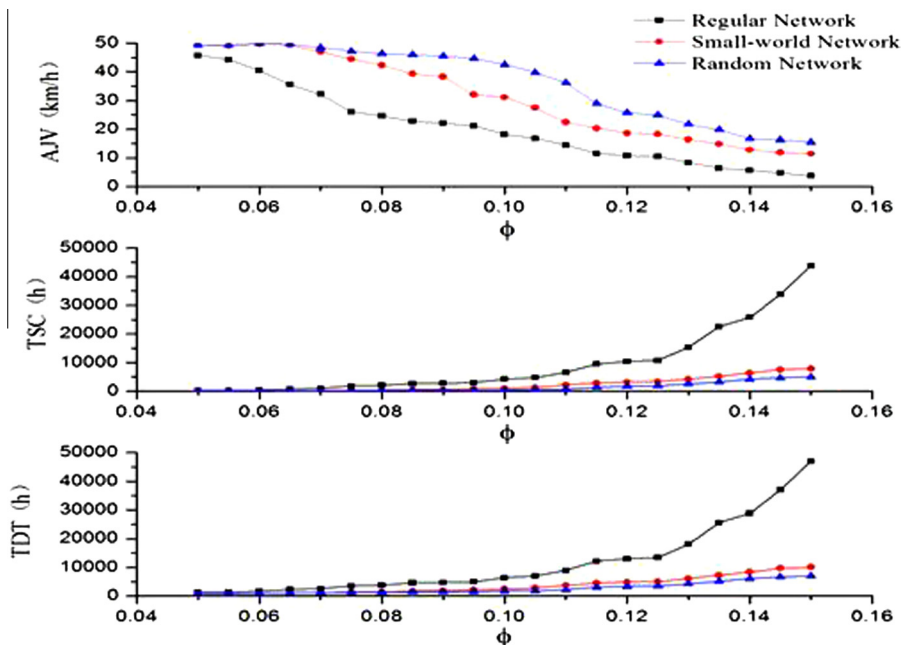 Regular Network
Small-world Network
Random Network
AJV (km/h)
50
40
30
20
10
0
0.04 0.06 0.08 0.10 0.12 0.14 0.16
ϕ
TSC (h)
50000
40000
30000
20000
10000
0
0.04 0.06 0.08 0.10 0.12 0.14 0.16
ϕ
TDT (h)
50000
40000
30000
20000
10000
0
0.04 0.06 0.08 0.10 0.12 0.14 0.16
ϕ